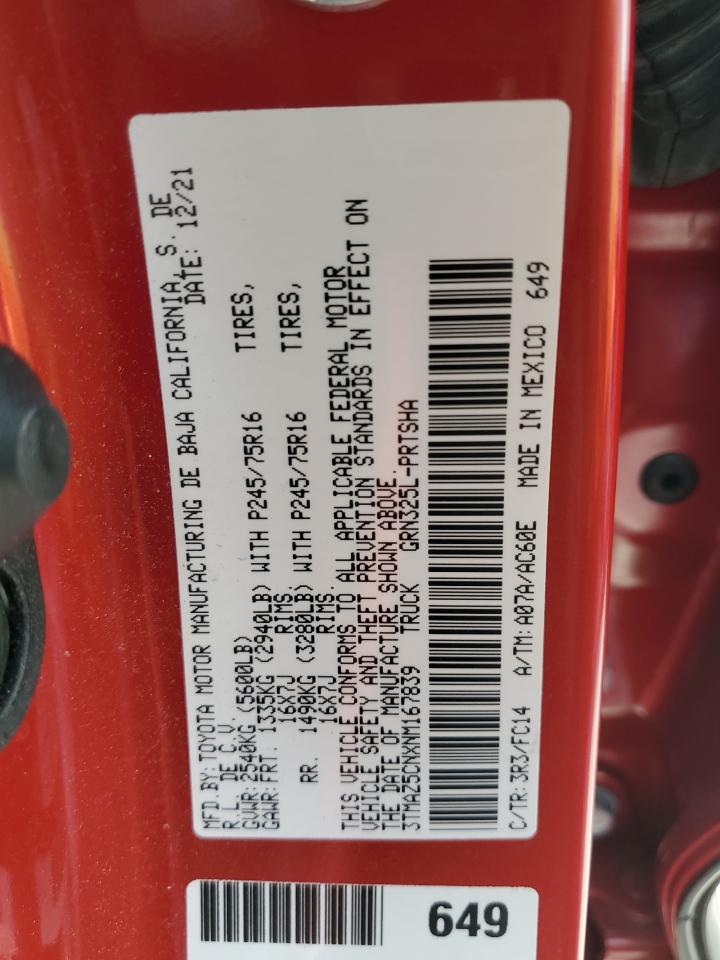 MFD.BY:TOYOTA MOTOR MANUFACTURING DE BAJA CALIFORNIA, S. DE
R.L. DE C.V. DATE: 12/21
GVWR:2540KG (5600LB)
GAWR:FRT. 1335KG (2940LB) WITH P245/75R16 TIRES,
16X7J RIMS.
RR. 1490KG (3280LB) WITH P245/75R16 TIRES,
16X7J RIMS.
THIS VEHICLE CONFORMS TO ALL APPLICABLE FEDERAL MOTOR
VEHICLE SAFETY AND THEFT PREVENTION STANDARDS IN EFFECT ON
THE DATE OF MANUFACTURE SHOWN ABOVE.
3TMAZ5CNXNM167839 TRUCK GRN325L-PRTSHA
C/TR:3R3/FC14 A/TM:A07A/AC60E MADE IN MEXICO 649
649